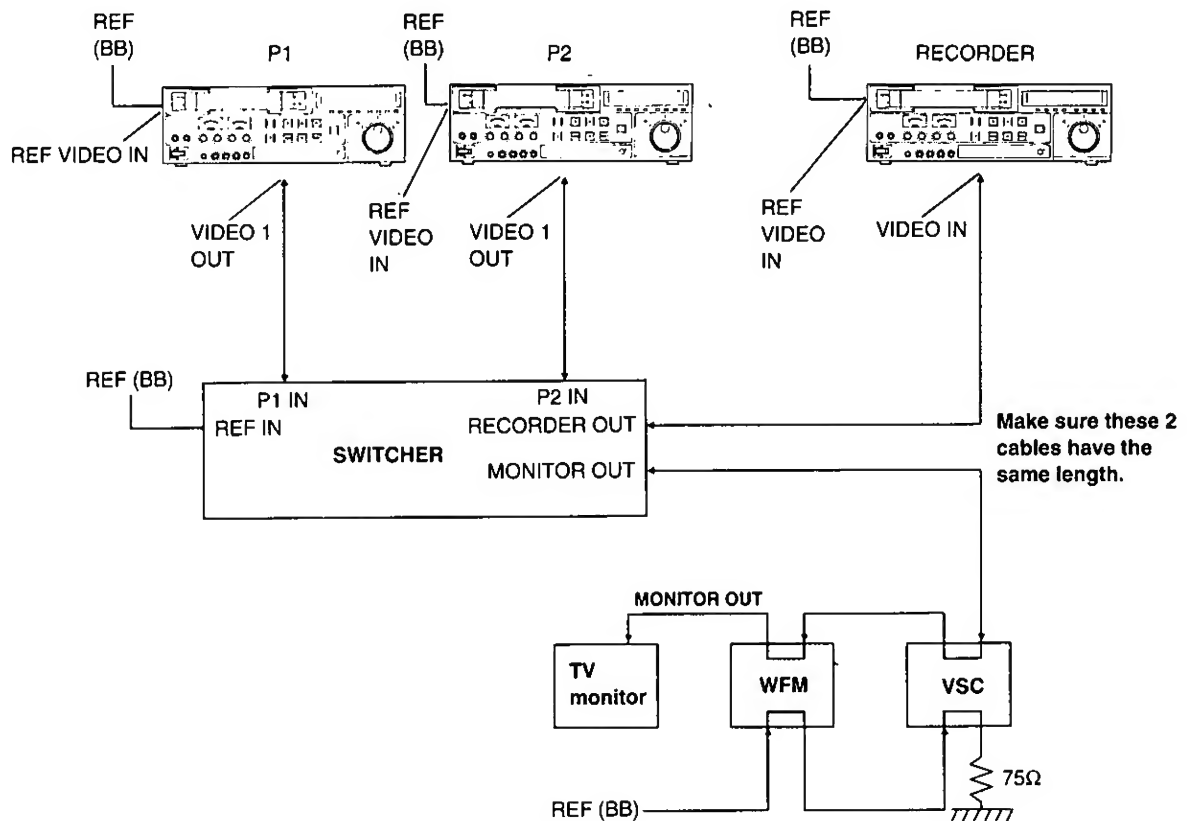 REF
(BB)
P1
REF
(BB)
P2
REF
(BB)
RECORDER
REF VIDEO IN
VIDEO 1
OUT
REF
VIDEO
IN
VIDEO 1
OUT
REF
VIDEO
IN
VIDEO IN
REF (BB)
P1 IN
P2 IN
REF IN
RECORDER OUT
SWITCHER
MONITOR OUT
Make sure these 2
cables have the
same length.
MONITOR OUT
TV
monitor
WFM
VSC
75Ω
REF (BB)